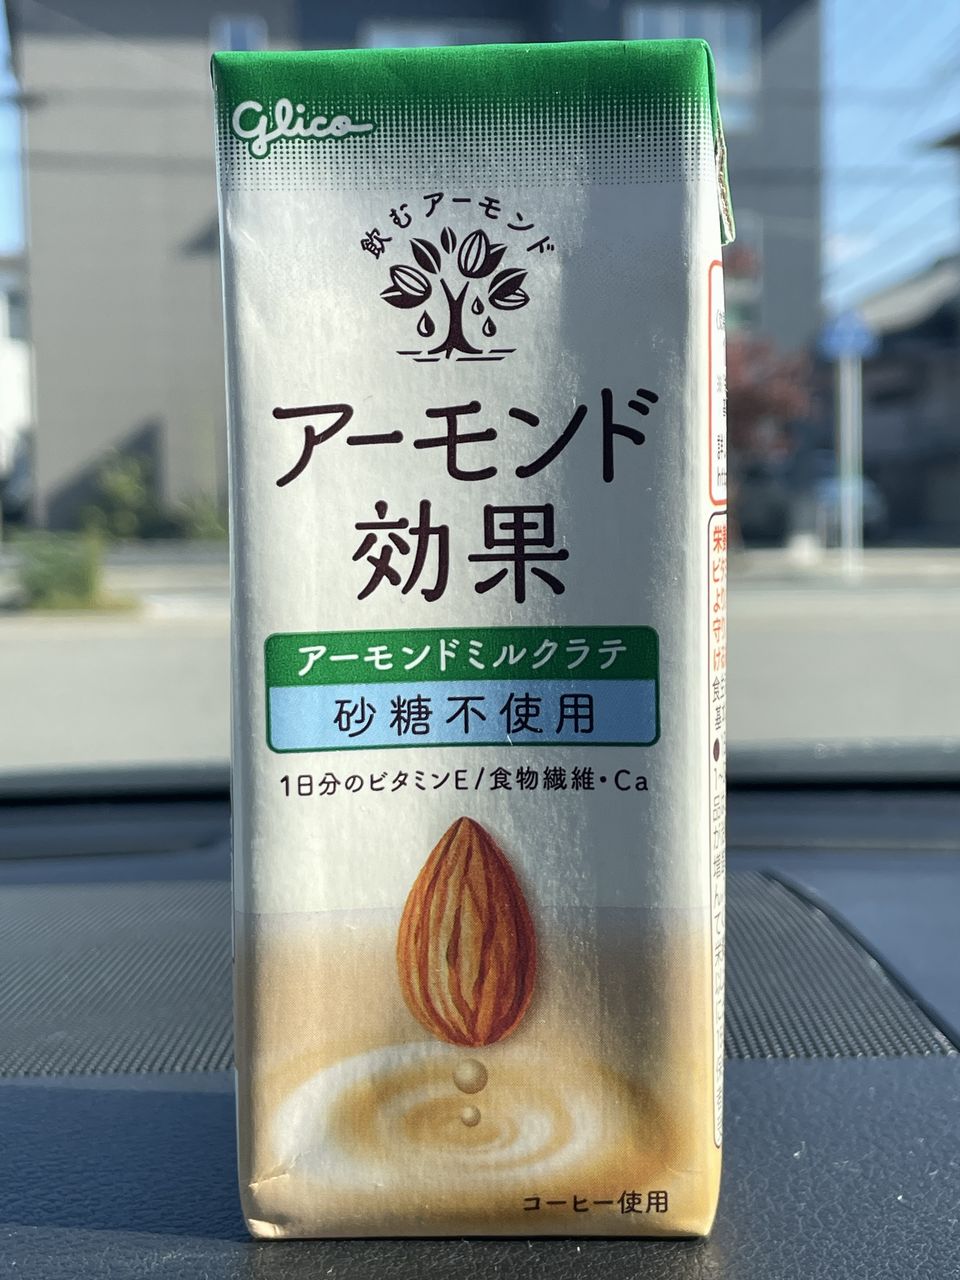 Glico
飲むアーモンド
アーモンド
効果
アーモンドミルクラテ
砂糖不使用
1日分のビタミンE/食物繊維・Ca
コーヒー使用